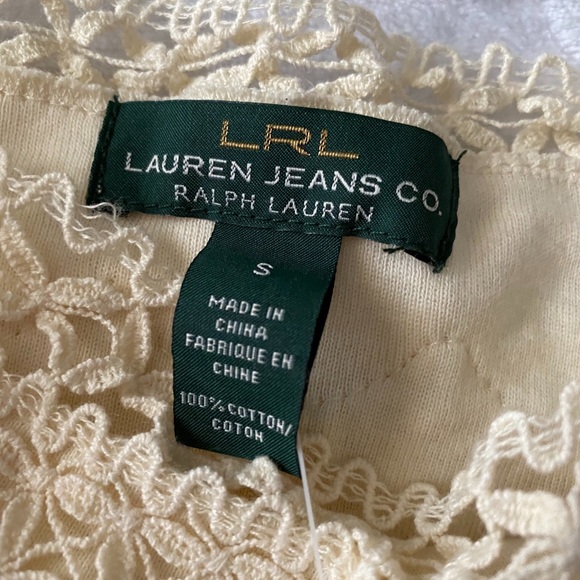 LRL
LAUREN JEANS CO.
RALPH LAUREN
S
MADE IN
CHINA
FABRIQUE EN
CHINE
100% COTTON/
COTON